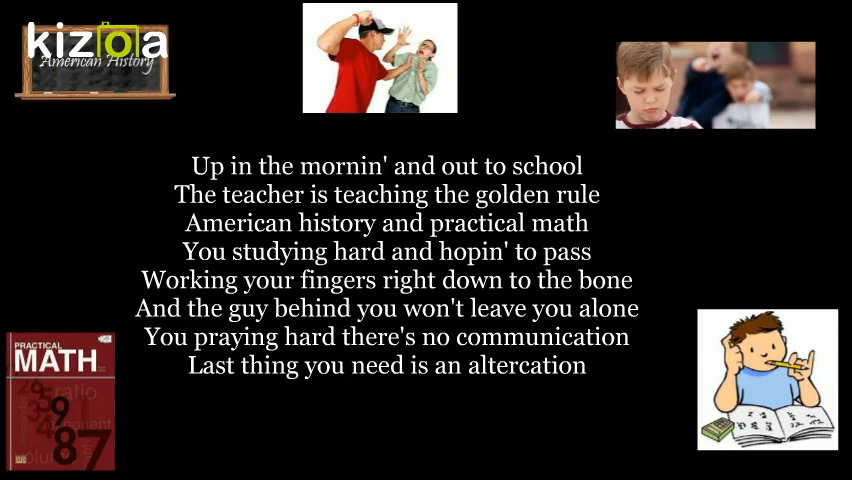 kizoa
American History
Up in the mornin' and out to school
The teacher is teaching the golden rule
American history and practical math
You studying hard and hopin' to pass
Working your fingers right down to the bone
And the guy behind you won't leave you alone
You praying hard there's no communication
Last thing you need is an altercation
PRACTICAL
MATH
ratio
9
87